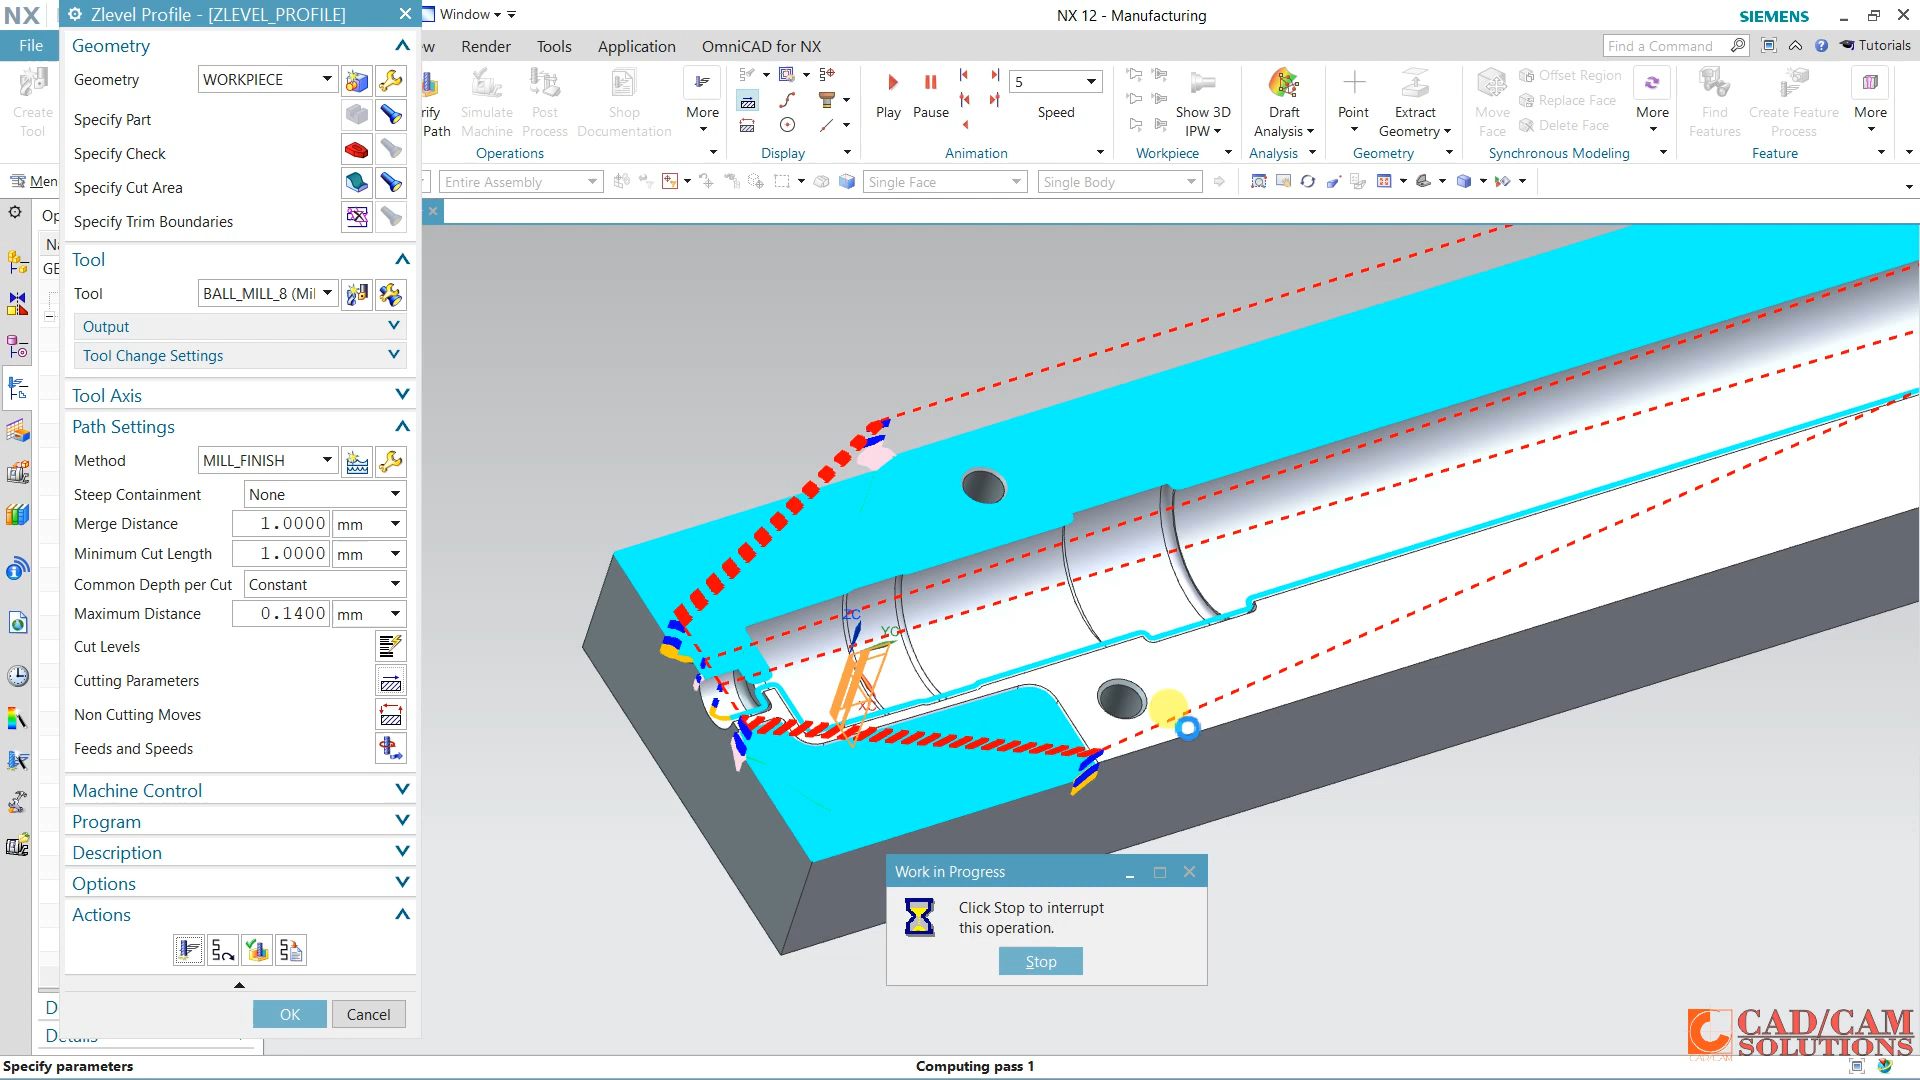 NX
Zlevel Profile - [ZLEVEL_PROFILE]
Window
NX 12 - Manufacturing
SIEMENS
File
Render
Tools
Application
OmniCAD for NX
Find a Command
Tutorials
Geometry
Geometry
WORKPIECE
Specify Part
Specify Check
Specify Cut Area
Specify Trim Boundaries
Tool
Tool
BALL_MILL_8 (Mil
Output
Tool Change Settings
Tool Axis
Path Settings
Method
MILL_FINISH
Steep Containment
None
Merge Distance
1.0000
mm
Minimum Cut Length
1.0000
mm
Common Depth per Cut
Constant
Maximum Distance
0.1400
mm
Cut Levels
Cutting Parameters
Non Cutting Moves
Feeds and Speeds
Machine Control
Program
Description
Options
Actions
OK
Cancel
Create
Tool
Path
Simulate
Machine
Post
Process
Shop
Documentation
More
Operations
Display
Play
Pause
5
Speed
Animation
Show 3D
IPW
Workpiece
Draft
Analysis
Analysis
Point
Extract
Geometry
Geometry
Move
Face
Offset Region
Replace Face
Delete Face
More
Synchronous Modeling
Find
Features
Create Feature
Process
More
Feature
Entire Assembly
Single Face
Single Body
ZC
YC
XC
Work in Progress
Click Stop to interrupt
this operation.
Stop
CAD/CAM
SOLUTIONS
Details
Specify parameters
Computing pass 1